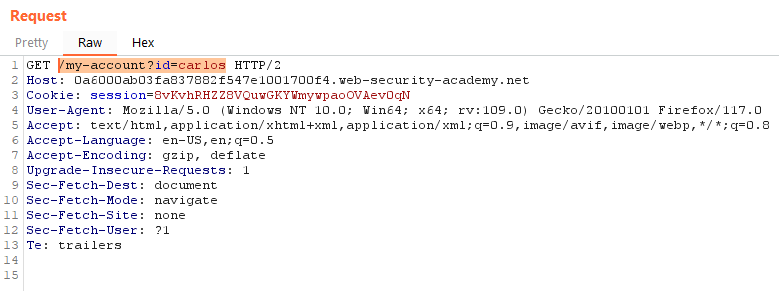 Request
Pretty Raw Hex
1 GET /my-account?id=carlos HTTP/2
2 Host: 0a6000ab03fa837882f547e1001700f4.web-security-academy.net
3 Cookie: session=8vKvhRHZZ8VQuwGKYWmywpaoOVAev0qN
4 User-Agent: Mozilla/5.0 (Windows NT 10.0; Win64; x64; rv:109.0) Gecko/20100101 Firefox/117.0
5 Accept: text/html,application/xhtml+xml,application/xml;q=0.9,image/avif,image/webp,*/*;q=0.8
6 Accept-Language: en-US,en;q=0.5
7 Accept-Encoding: gzip, deflate
8 Upgrade-Insecure-Requests: 1
9 Sec-Fetch-Dest: document
10 Sec-Fetch-Mode: navigate
11 Sec-Fetch-Site: none
12 Sec-Fetch-User: ?1
13 Te: trailers
14
15